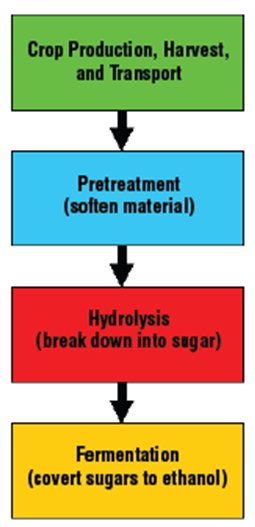 Crop Production, Harvest,
and Transport
Pretreatment
(soften material)
Hydrolysis
(break down into sugar)
Fermentation
(covert sugars to ethanol)